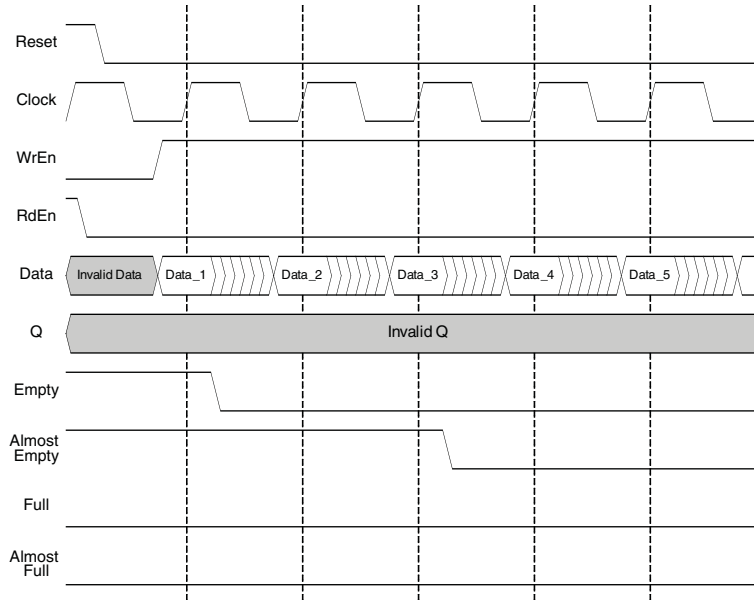 Reset
Clock
WrEn
RdEn
Data
Invalid Data
Data_1
Data_2
Data_3
Data_4
Data_5
Q
Invalid Q
Empty
Almost
Empty
Full
Almost
Full